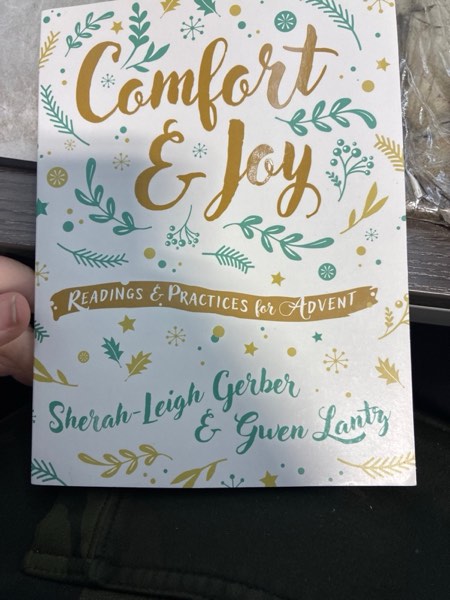 Comfort
& Joy
READINGS & PRACTICES for ADVENT
Sherah-Leigh Gerber
& Gwen Lantz